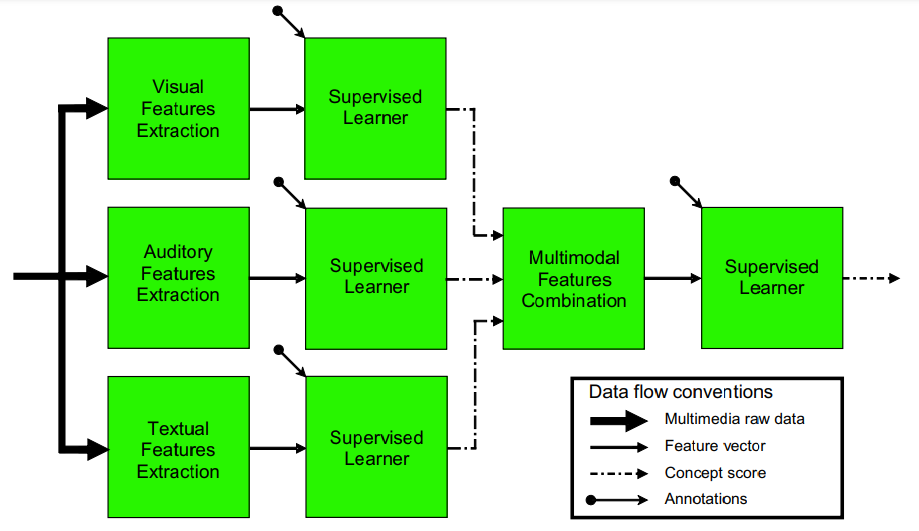 Visual
Features
Extraction
Supervised
Learner
Auditory
Features
Extraction
Supervised
Learner
Multimodal
Features
Combination
Supervised
Learner
Textual
Features
Extraction
Supervised
Learner
Data flow conventions
Multimedia raw data
Feature vector
Concept score
Annotations